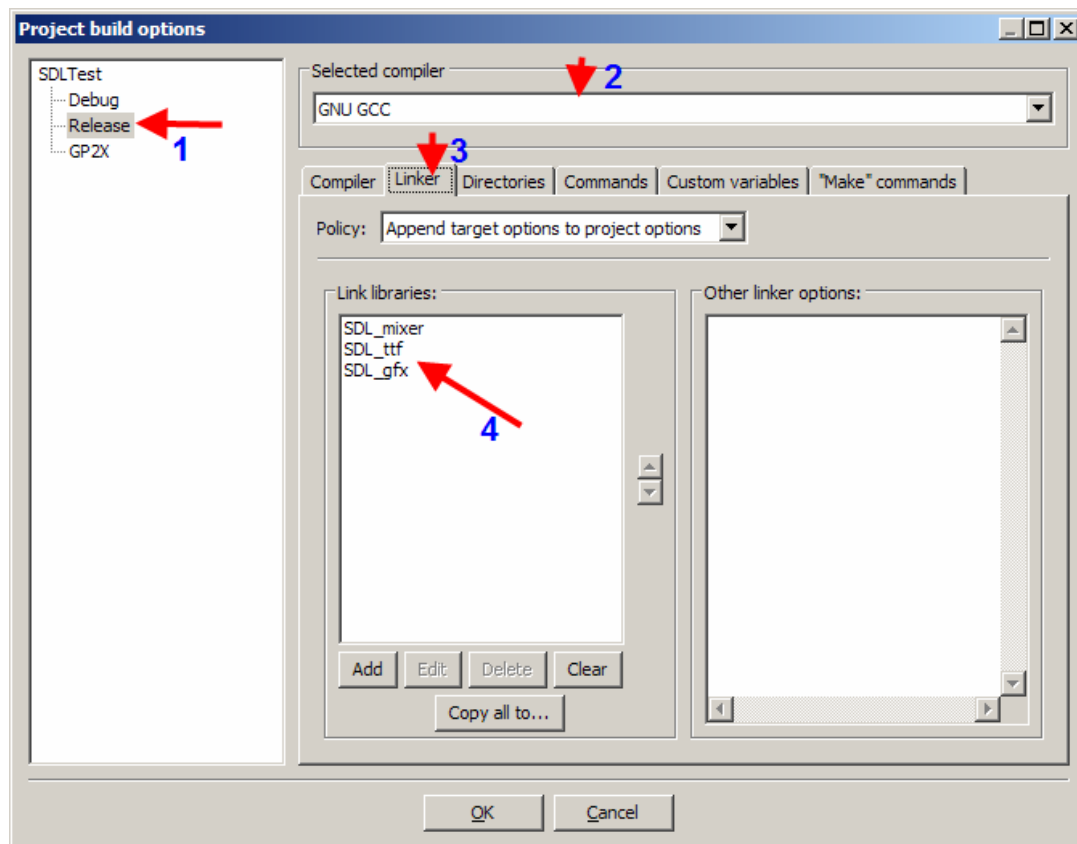 Project build options
SDLTest
Debug
Release
GP2X
1
Selected compiler
2
GNU GCC
3
Compiler Linker Directories Commands Custom variables "Make" commands
Policy: Append target options to project options
Link libraries:
SDL_mixer
SDL_ttf
SDL_gfx
4
Add Edit Delete Clear
Copy all to...
Other linker options:
OK Cancel